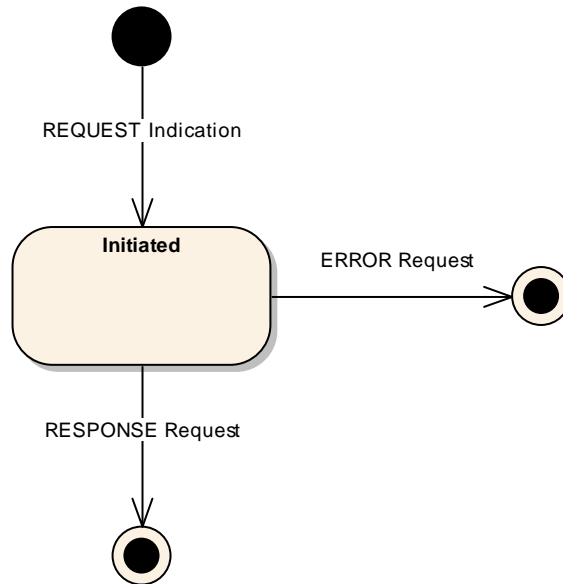 REQUEST Indication
Initiated
ERROR Request
RESPONSE Request